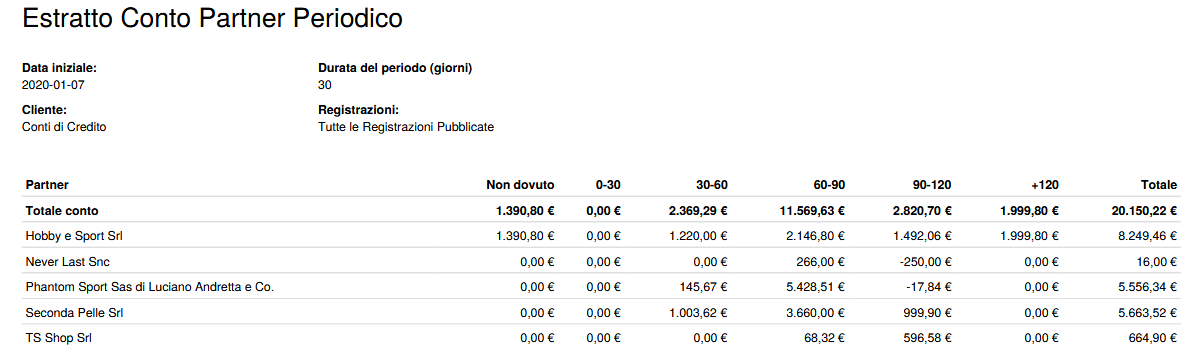 Estratto Conto Partner Periodico
Data iniziale: Durata del periodo (giorni)
2020-01-07 30
Cliente: Registrazioni:
Conti di Credito Tutte le Registrazioni Pubblicate
Partner Non dovuto 0-30 30-60 60-90 90-120 +120 Totale
Totale conto 1.390,80 € 0,00 € 2.369,29 € 11.569,63 € 2.820,70 € 1.999,80 € 20.150,22 €
Hobby e Sport Srl 1.390,80 € 0,00 € 1.220,00 € 2.146,80 € 1.492,06 € 1.999,80 € 8.249,46 €
Never Last Snc 0,00 € 0,00 € 0,00 € 266,00 € -250,00 € 0,00 € 16,00 €
Phantom Sport Sas di Luciano Andretta e Co. 0,00 € 0,00 € 145,67 € 5.428,51 € -17,84 € 0,00 € 5.556,34 €
Seconda Pelle Srl 0,00 € 0,00 € 1.003,62 € 3.660,00 € 999,90 € 0,00 € 5.663,52 €
TS Shop Srl 0,00 € 0,00 € 0,00 € 68,32 € 596,58 € 0,00 € 664,90 €